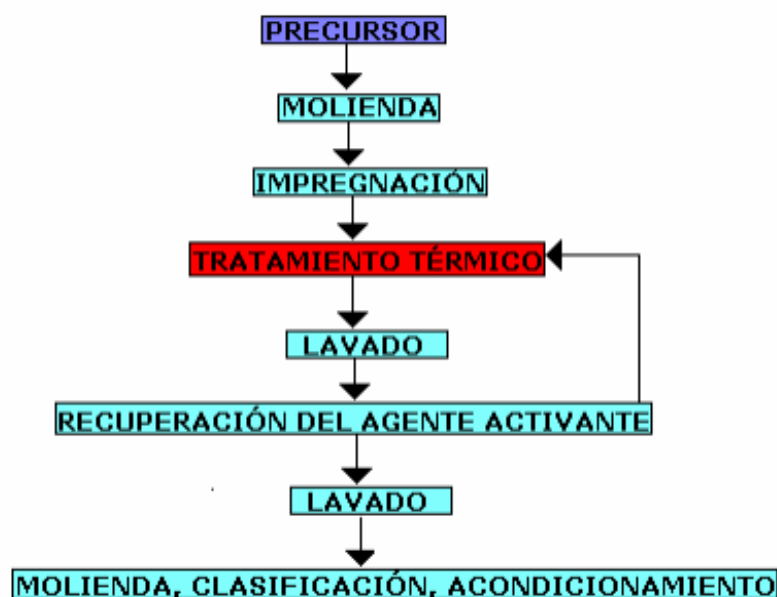 PRECURSOR
MOLIENDA
IMPREGNACIÓN
TRATAMIENTO TÉRMICO
LAVADO
RECUPERACIÓN DEL AGENTE ACTIVANTE
LAVADO
MOLIENDA, CLASIFICACIÓN, ACONDICIONAMIENTO